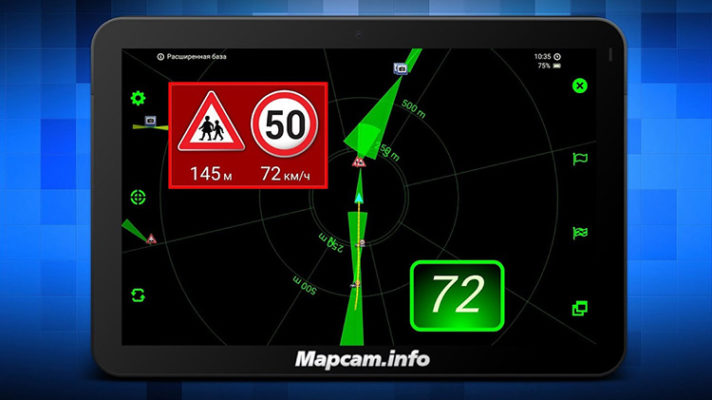 Расширенная база
10:35
75%
50
145 м
72 км/ч
500 m
250 m
250 m
500 m
72
Mapcam.info